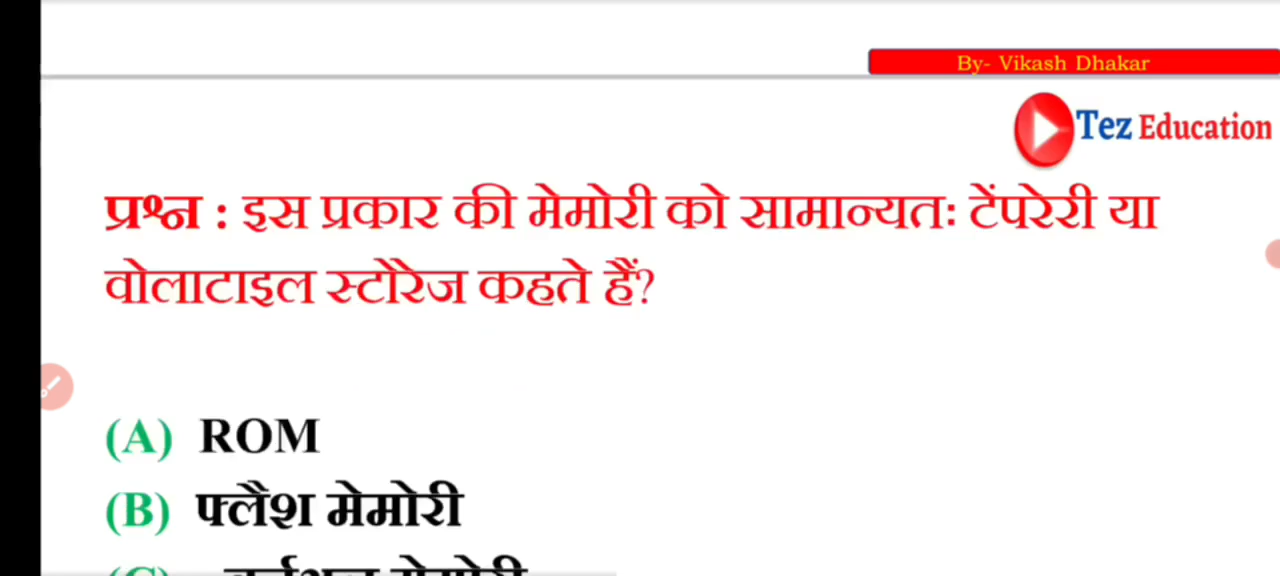 By- Vikash Dhakar
Tez Education
प्रश्न : इस प्रकार की मेमोरी को सामान्यतः टेंपरेरी या
वोलाटाइल स्टौरेज कहते हैं?
(A) ROM
(B) फ्लैश मेमोरी
(C) मेमोरी